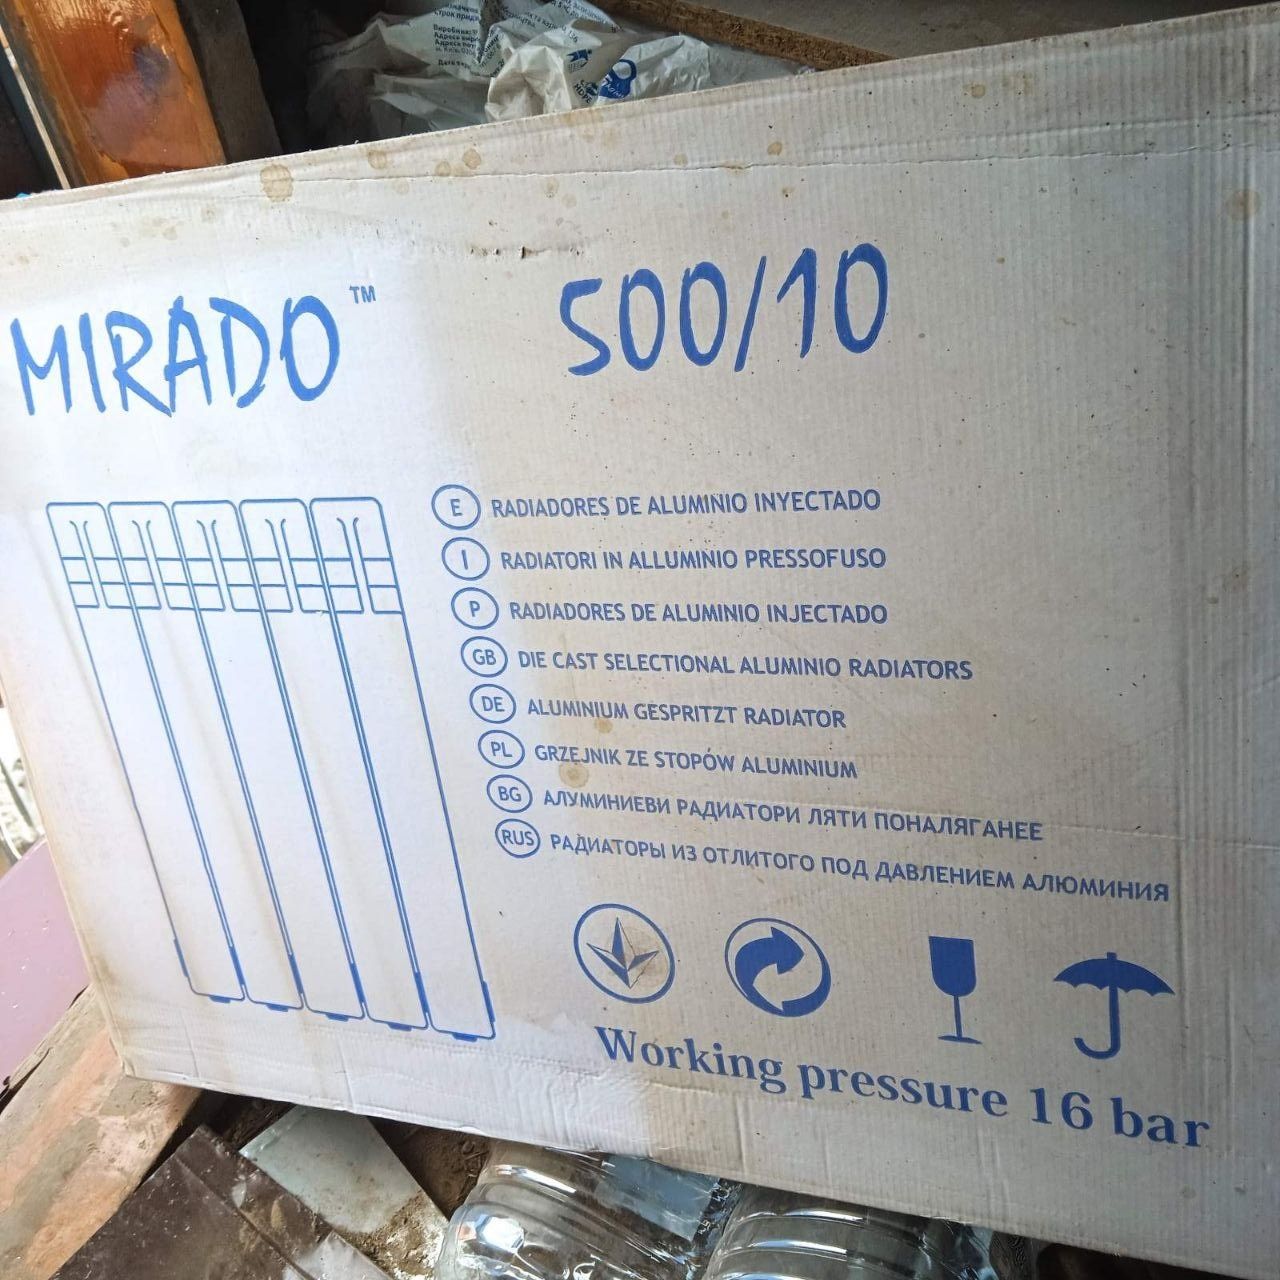 Виробник:
MIRADO™ 500/10
E RADIADORES DE ALUMINIO INYECTADO
I RADIATORI IN ALLUMINIO PRESSOFUSO
P RADIADORES DE ALUMINIO INJECTADO
GB DIE CAST SELECTIONAL ALUMINIO RADIATORS
DE ALUMINIUM GESPRITZT RADIATOR
PL GRZEJNIK ZE STOPÓW ALUMINIUM
BG АЛУМИНИЕВИ РАДИАТОРИ ЛЯТИ ПОНАЛЯГАНЕЕ
RUS РАДИАТОРЫ ИЗ ОТЛИТОГО ПОД ДАВЛЕНИЕМ АЛЮМИНИЯ
Working pressure 16 bar